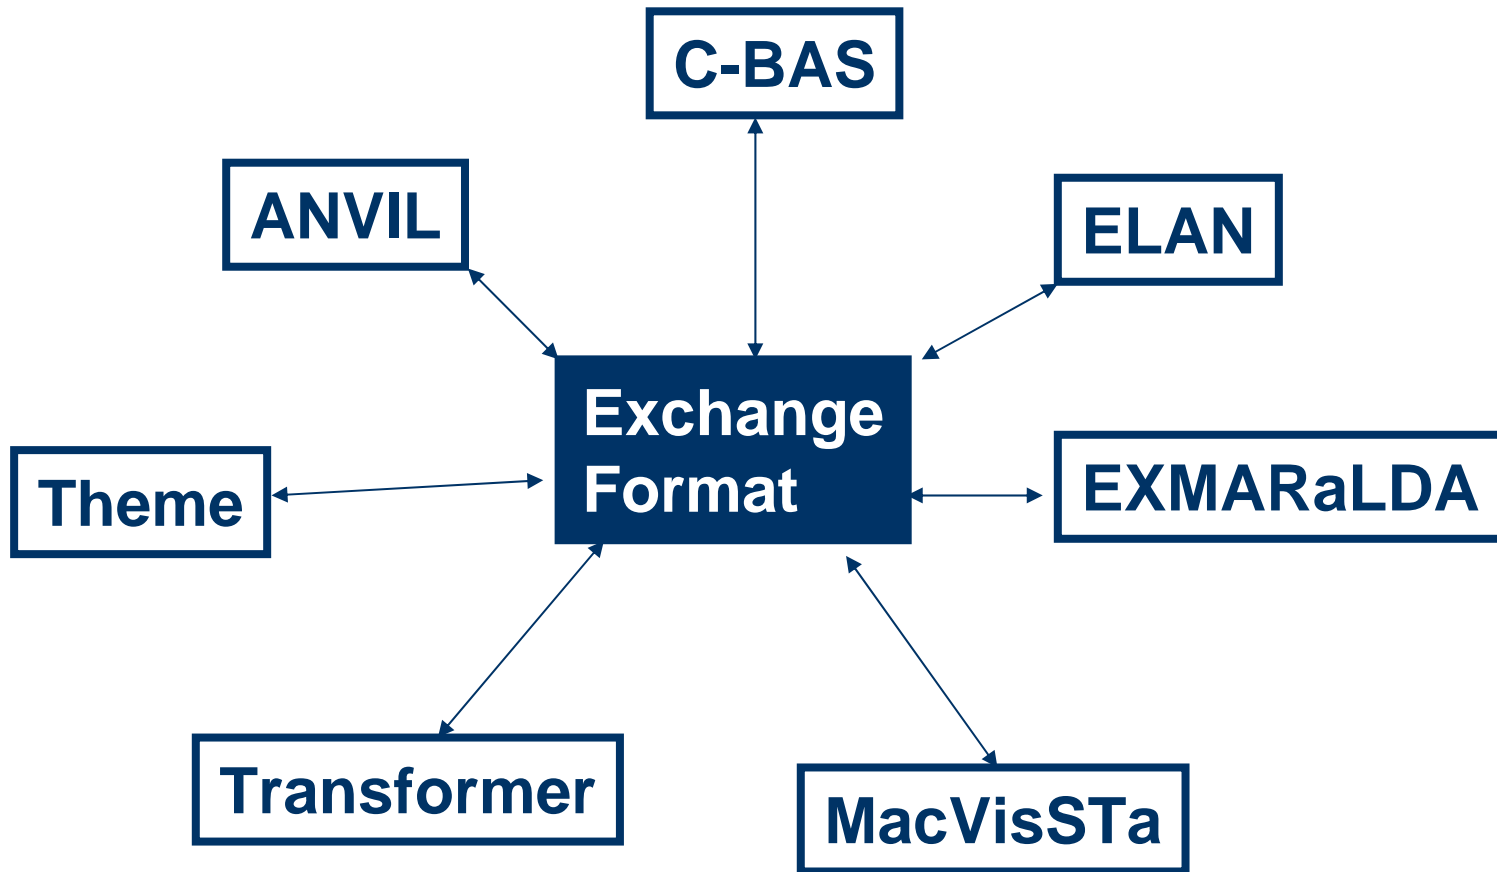 C-BAS
ANVIL
ELAN
Exchange
Format
Theme
EXMARaLDA
Transformer
MacVisSTa